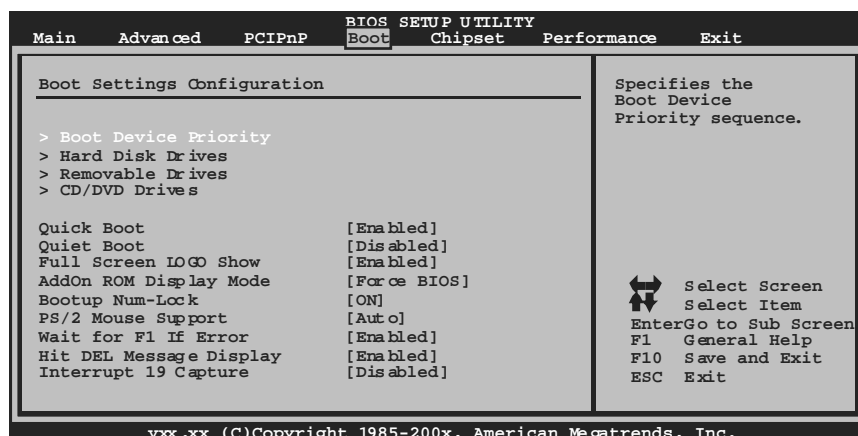 BIOS SETUP UTILITY
Main Advanced PCIPnP Boot Chipset Performance Exit
Boot Settings Configuration
> Boot Device Priority
> Hard Disk Drives
> Removable Drives
> CD/DVD Drives
Quick Boot [Enabled]
Quiet Boot [Disabled]
Full Screen LOGO Show [Enabled]
AddOn ROM Display Mode [Force BIOS]
Bootup Num-Lock [ON]
PS/2 Mouse Support [Auto]
Wait for F1 If Error [Enabled]
Hit DEL Message Display [Enabled]
Interrupt 19 Capture [Disabled]
Specifies the
Boot Device
Priority sequence.
Select Screen
Select Item
Enter Go to Sub Screen
F1 General Help
F10 Save and Exit
ESC Exit
vxx.xx (C)Copyright 1985-200x, American Megatrends, Inc.